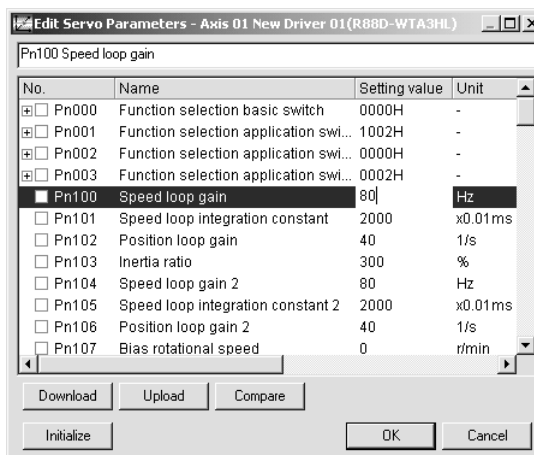 Edit Servo Parameters - Axis 01 New Driver 01(R88D-WTA3HL)
Pn100 Speed loop gain
No. Name Setting value Unit
Pn000 Function selection basic switch 0000H -
Pn001 Function selection application swi... 1002H -
Pn002 Function selection application swi... 0000H -
Pn003 Function selection application swi... 0002H -
Pn100 Speed loop gain 80 Hz
Pn101 Speed loop integration constant 2000 x0.01ms
Pn102 Position loop gain 40 1/s
Pn103 Inertia ratio 300 %
Pn104 Speed loop gain 2 80 Hz
Pn105 Speed loop integration constant 2 2000 x0.01ms
Pn106 Position loop gain 2 40 1/s
Pn107 Bias rotational speed 0 r/min
Download Upload Compare
Initialize OK Cancel